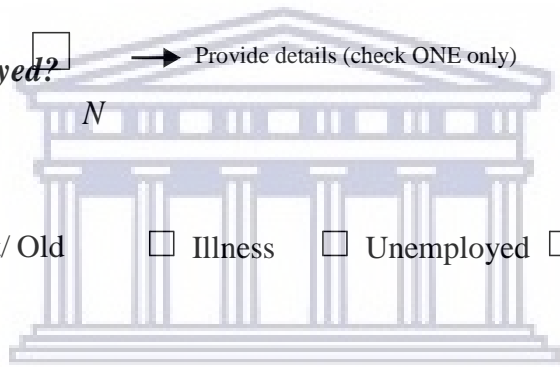 Provide details (check ONE only)
yed?
N
/ Old Illness Unemployed